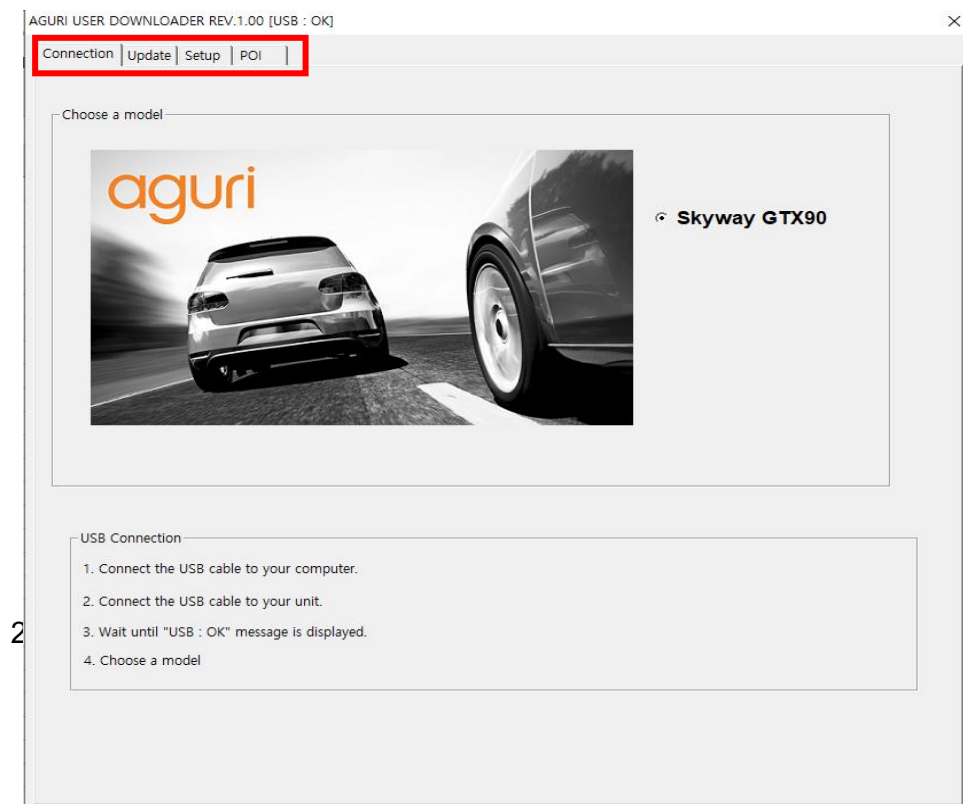 AGURI USER DOWNLOADER REV.1.00 [USB : OK]
Connection Update Setup POI
Choose a model
aguri
Skyway GTX90
USB Connection
1. Connect the USB cable to your computer.
2. Connect the USB cable to your unit.
3. Wait until "USB : OK" message is displayed.
2
4. Choose a model